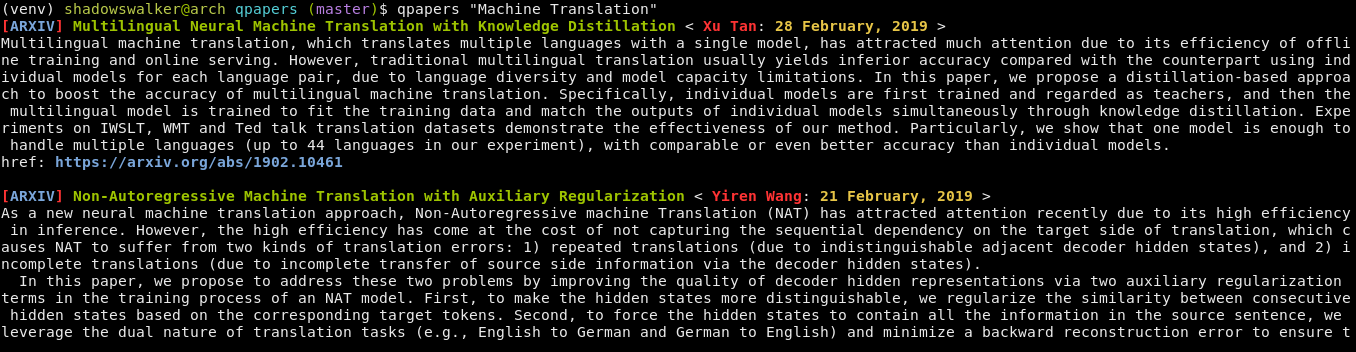 (venv) shadowswalker@arch qpapers (master)$ qpapers "Machine Translation"
[ARXIV] Multilingual Neural Machine Translation with Knowledge Distillation < Xu Tan: 28 February, 2019 >
Multilingual machine translation, which translates multiple languages with a single model, has attracted much attention due to its efficiency of offli
ne training and online serving. However, traditional multilingual translation usually yields inferior accuracy compared with the counterpart using ind
ividual models for each language pair, due to language diversity and model capacity limitations. In this paper, we propose a distillation-based approa
ch to boost the accuracy of multilingual machine translation. Specifically, individual models are first trained and regarded as teachers, and then the
 multilingual model is trained to fit the training data and match the outputs of individual models simultaneously through knowledge distillation. Expe
riments on IWSLT, WMT and Ted talk translation datasets demonstrate the effectiveness of our method. Particularly, we show that one model is enough to
 handle multiple languages (up to 44 languages in our experiment), with comparable or even better accuracy than individual models.
href: https://arxiv.org/abs/1902.10461
[ARXIV] Non-Autoregressive Machine Translation with Auxiliary Regularization < Yiren Wang: 21 February, 2019 >
As a new neural machine translation approach, Non-Autoregressive machine Translation (NAT) has attracted attention recently due to its high efficiency
 in inference. However, the high efficiency has come at the cost of not capturing the sequential dependency on the target side of translation, which c
auses NAT to suffer from two kinds of translation errors: 1) repeated translations (due to indistinguishable adjacent decoder hidden states), and 2) i
ncomplete translations (due to incomplete transfer of source side information via the decoder hidden states).
  In this paper, we propose to address these two problems by improving the quality of decoder hidden representations via two auxiliary regularization
terms in the training process of an NAT model. First, to make the hidden states more distinguishable, we regularize the similarity between consecutive
 hidden states based on the corresponding target tokens. Second, to force the hidden states to contain all the information in the source sentence, we
leverage the dual nature of translation tasks (e.g., English to German and German to English) and minimize a backward reconstruction error to ensure t